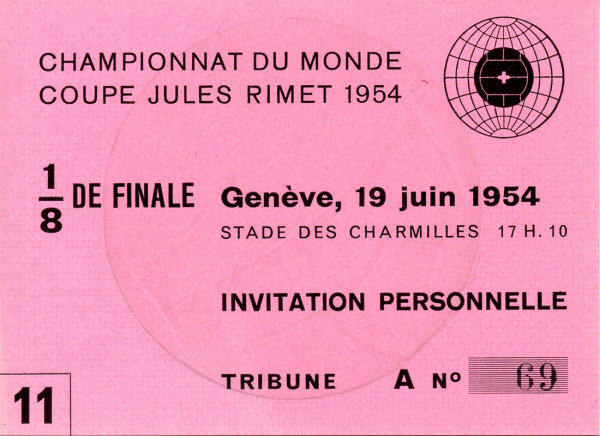 CHAMPIONNAT DU MONDE
COUPE JULES RIMET 1954
1/8 DE FINALE
Genève, 19 juin 1954
STADE DES CHARMILLES 17 H. 10
INVITATION PERSONNELLE
TRIBUNE A Nº 69
11